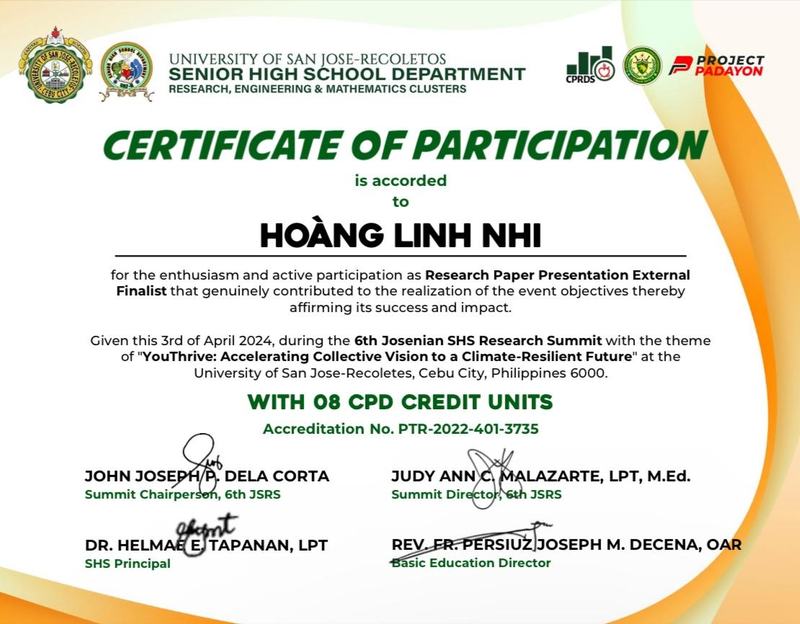 UNIVERSITY OF SAN JOSE-RECOLETOS
SENIOR HIGH SCHOOL DEPARTMENT
RESEARCH, ENGINEERING & MATHEMATICS CLUSTERS
CPRDS
PROJECT
PADAYON
CERTIFICATE OF PARTICIPATION
is accorded
to
HOÀNG LINH NHI
for the enthusiasm and active participation as Research Paper Presentation External
Finalist that genuinely contributed to the realization of the event objectives thereby
affirming its success and impact.
Given this 3rd of April 2024, during the 6th Josenian SHS Research Summit with the theme
of "YouThrive: Accelerating Collective Vision to a Climate-Resilient Future" at the
University of San Jose-Recoletes, Cebu City, Philippines 6000.
WITH 08 CPD CREDIT UNITS
Accreditation No. PTR-2022-401-3735
JOHN JOSEPH P. DELA CORTA
Summit Chairperson, 6th JSRS
JUDY ANN C. MALAZARTE, LPT, M.Ed.
Summit Director, 6th JSRS
DR. HELMAE E. TAPANAN, LPT
SHS Principal
REV. FR. PERSIUZ JOSEPH M. DECENA, OAR
Basic Education Director